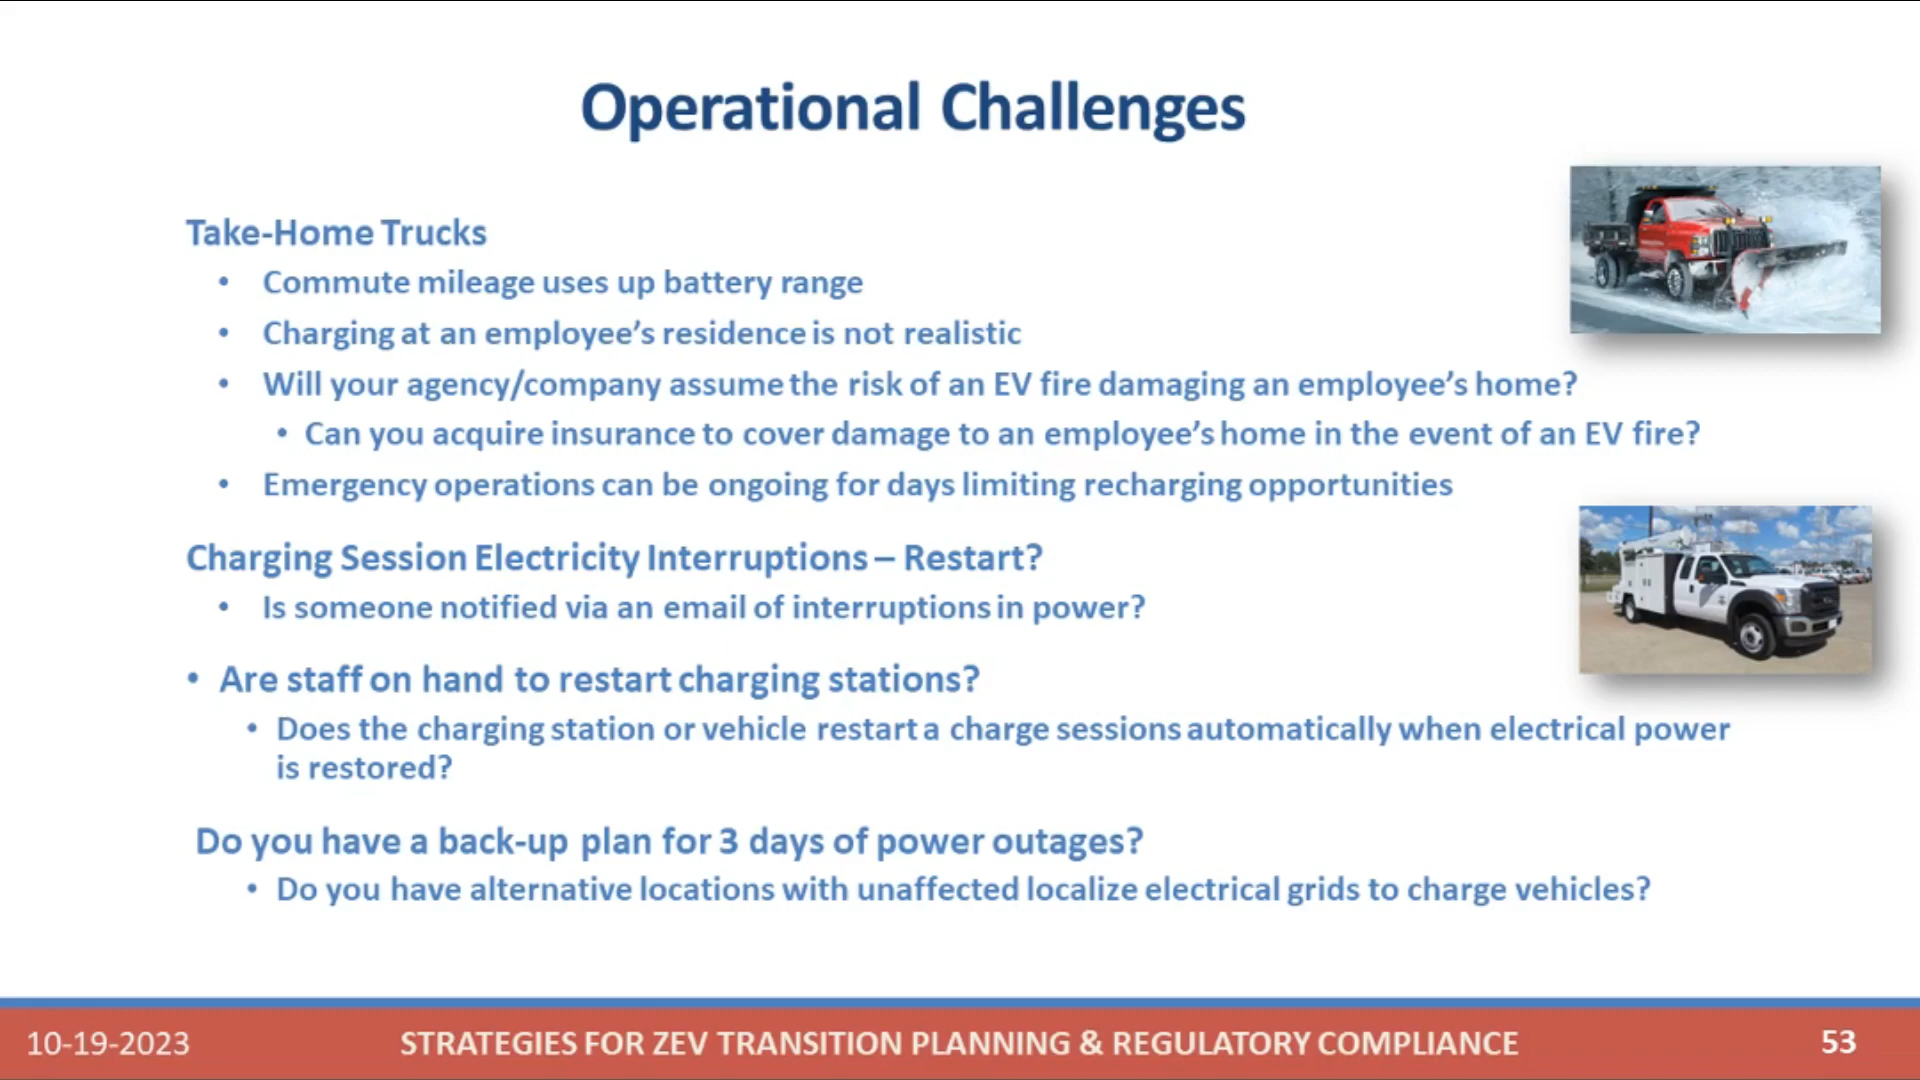 Operational Challenges
Take-Home Trucks
• Commute mileage uses up battery range
• Charging at an employee’s residence is not realistic
• Will your agency/company assume the risk of an EV fire damaging an employee’s home?
• Can you acquire insurance to cover damage to an employee’s home in the event of an EV fire?
• Emergency operations can be ongoing for days limiting recharging opportunities
Charging Session Electricity Interruptions – Restart?
• Is someone notified via an email of interruptions in power?
• Are staff on hand to restart charging stations?
• Does the charging station or vehicle restart a charge sessions automatically when electrical power
is restored?
Do you have a back-up plan for 3 days of power outages?
• Do you have alternative locations with unaffected localize electrical grids to charge vehicles?
10-19-2023
STRATEGIES FOR ZEV TRANSITION PLANNING & REGULATORY COMPLIANCE
53